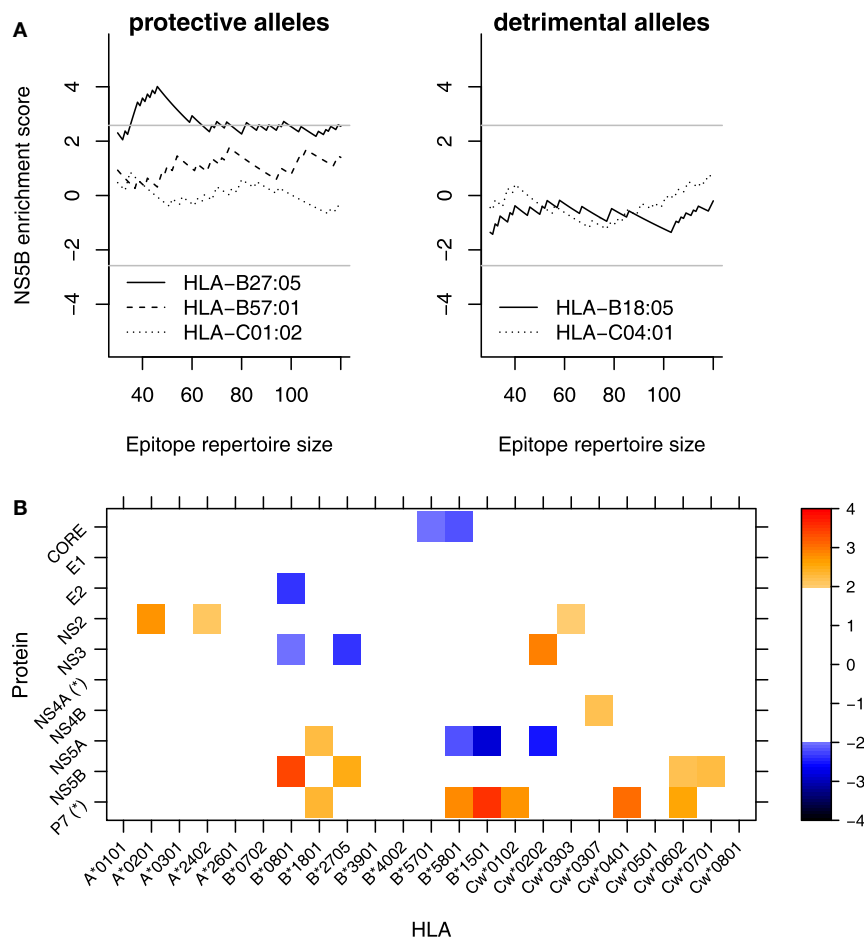 A
protective alleles
detrimental alleles
NS5B enrichment score
4
2
0
−2
−4
HLA−B27:05
HLA−B57:01
HLA−C01:02
40 60 80 100
Epitope repertoire size
4
2
0
−2
−4
HLA−B18:05
HLA−C04:01
40 60 80 100
Epitope repertoire size
B
Protein
CORE
E1
E2
NS2
NS3
NS4A (*)
NS4B
NS5A
NS5B
P7 (*)
A*0101
A*0201
A*0301
A*2402
A*2601
B*0702
B*0801
B*1801
B*2705
B*3901
B*4002
B*5701
B*5801
B*1501
Cw*0102
Cw*0202
Cw*0303
Cw*0307
Cw*0401
Cw*0501
Cw*0602
Cw*0701
Cw*0801
HLA
4
3
2
1
0
−1
−2
−3
−4